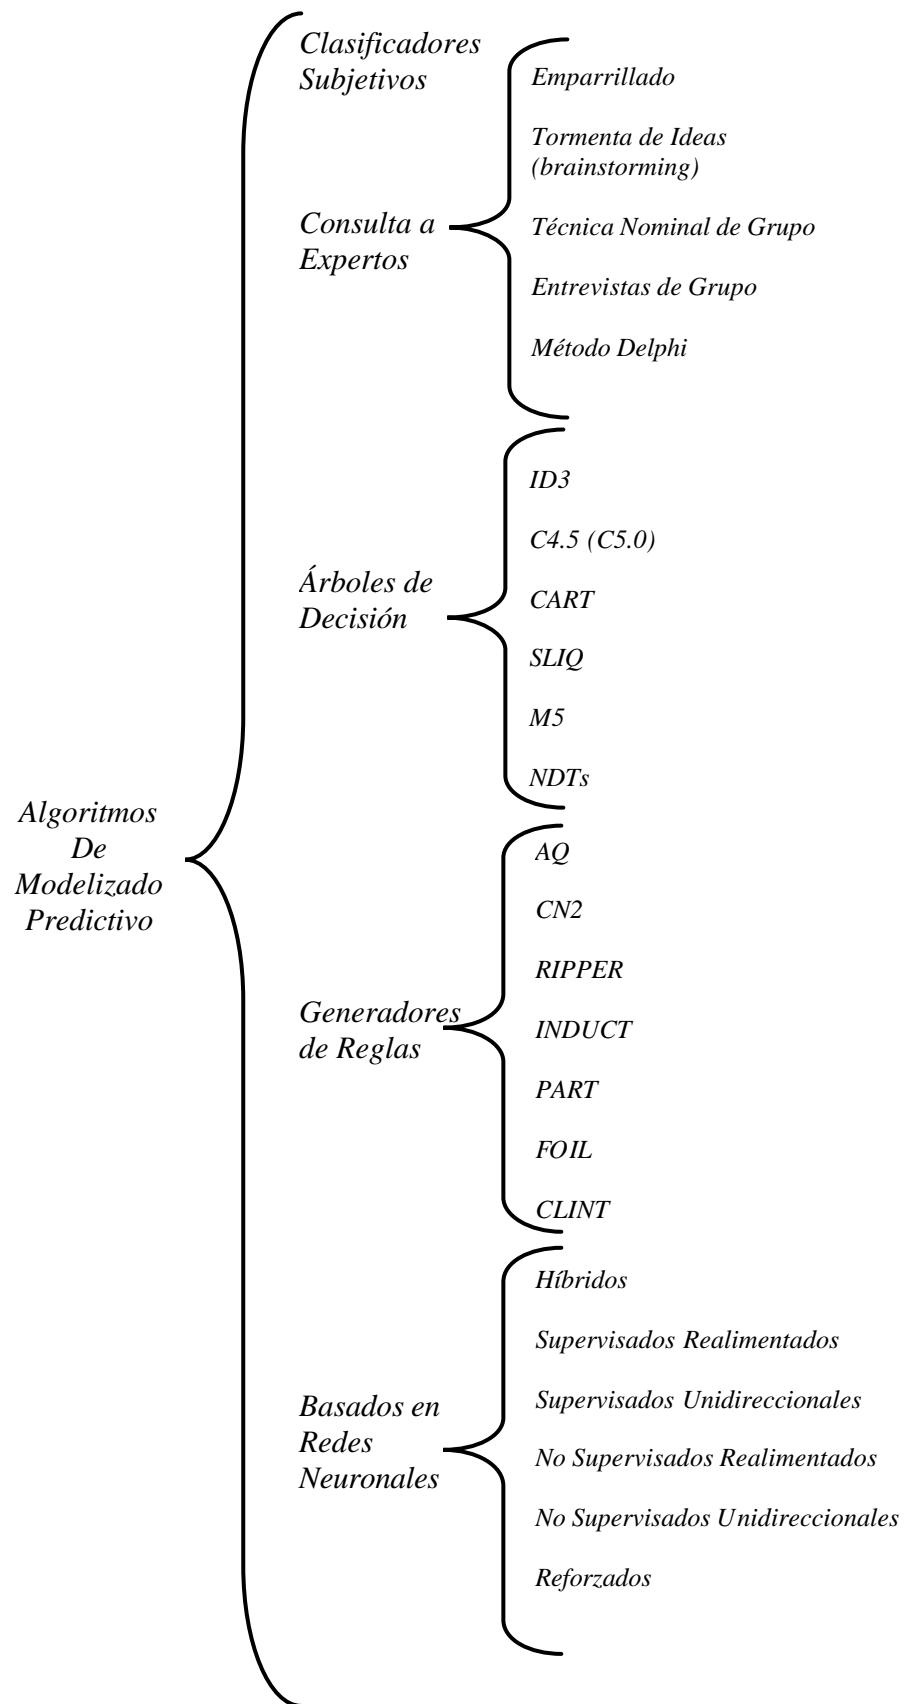 Algoritmos
De
Modelizado
Predictivo
Clasificadores
Subjetivos
Consulta a
Expertos
Emparrillado
Tormenta de Ideas
(brainstorming)
Técnica Nominal de Grupo
Entrevistas de Grupo
Método Delphi
Árboles de
Decisión
ID3
C4.5 (C5.0)
CART
SLIQ
M5
NDTs
Generadores
de Reglas
AQ
CN2
RIPPER
INDUCT
PART
FOIL
CLINT
Basados en
Redes
Neuronales
Híbridos
Supervisados Realimentados
Supervisados Unidireccionales
No Supervisados Realimentados
No Supervisados Unidireccionales
Reforzados